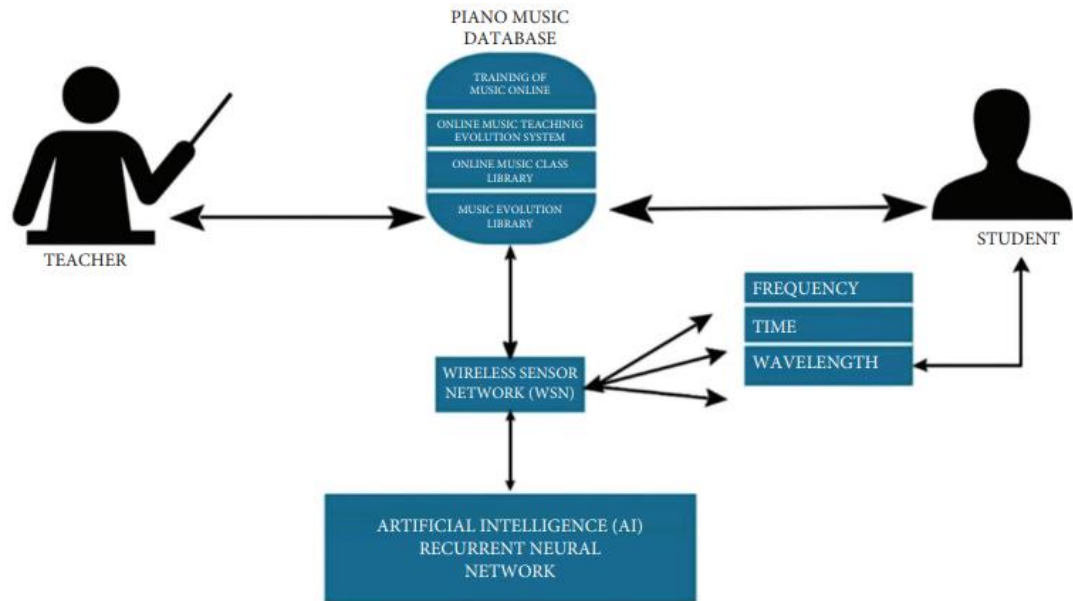 PIANO MUSIC
DATABASE
TRAINING OF
MUSIC ONLINE
ONLINE MUSIC TEACHINIG
EVOLUTION SYSTEM
ONLINE MUSIC CLASS
LIBRARY
MUSIC EVOLUTION
LIBRARY
TEACHER
STUDENT
FREQUENCY
TIME
WAVELENGTH
WIRELESS SENSOR
NETWORK (WSN)
ARTIFICIAL INTELLIGENCE (AI)
RECURRENT NEURAL
NETWORK